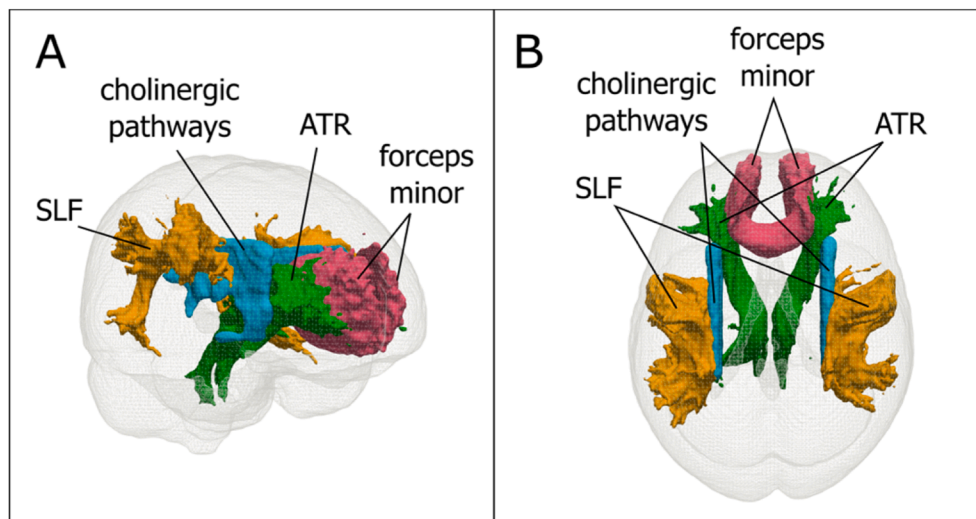 A
cholinergic
pathways
ATR
forceps
minor
SLF
B
forceps
minor
cholinergic
pathways
ATR
SLF